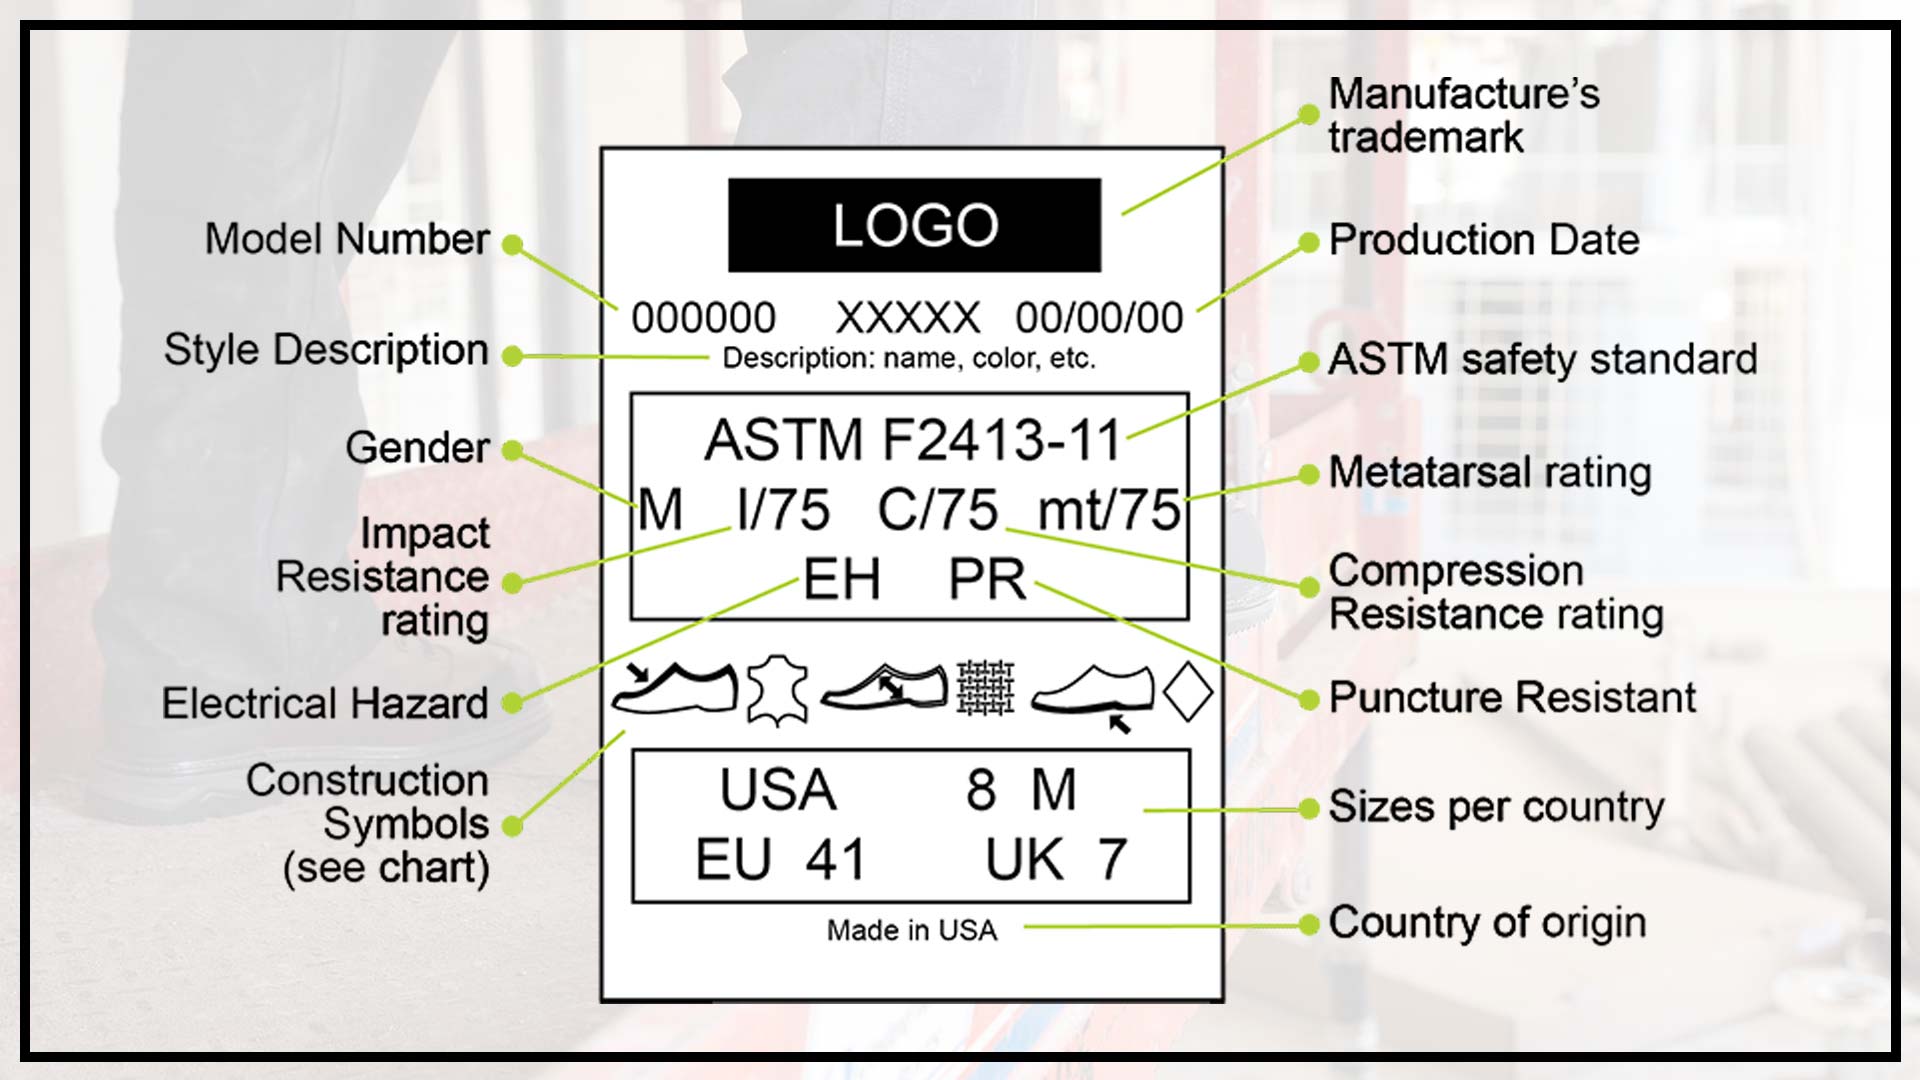 Manufacture’s
trademark
LOGO
Model Number
Production Date
000000 XXXXX 00/00/00
Style Description
Description: name, color, etc.
ASTM safety standard
ASTM F2413-11
Gender
Metatarsal rating
M I/75 C/75 mt/75
Impact
Resistance
rating
Compression
Resistance rating
EH PR
Electrical Hazard
Puncture Resistant
Construction
Symbols
(see chart)
USA 8 M
Sizes per country
EU 41 UK 7
Made in USA
Country of origin